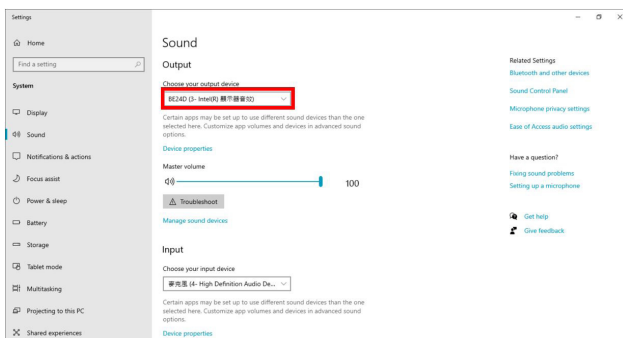 Settings
Home
Find a setting
System
Display
Sound
Notifications & actions
Focus assist
Power & sleep
Battery
Storage
Tablet mode
Multitasking
Projecting to this PC
Shared experiences
Sound
Output
Choose your output device
BE24D (3- Intel(R) 顯示器音效)
Certain apps may be set up to use different sound devices than the one
selected here. Customize app volumes and devices in advanced sound
options.
Device properties
Master volume
100
Troubleshoot
Manage sound devices
Input
Choose your input device
麥克風 (4- High Definition Audio De...
Certain apps may be set up to use different sound devices than the one
selected here. Customize app volumes and devices in advanced sound
options.
Device properties
Related Settings
Bluetooth and other devices
Sound Control Panel
Microphone privacy settings
Ease of Access audio settings
Have a question?
Fixing sound problems
Setting up a microphone
Get help
Give feedback